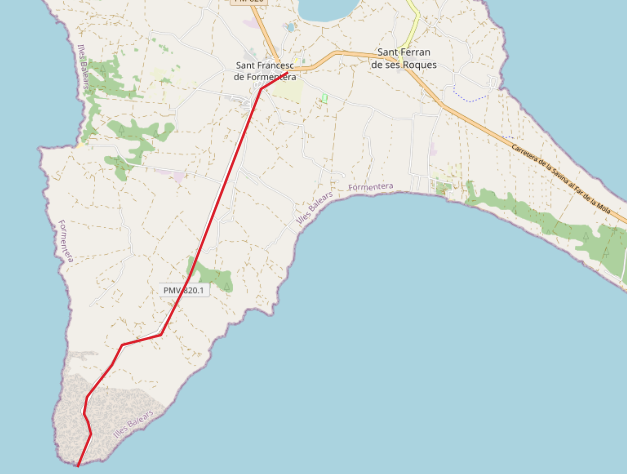 PM-820
Illes Balears
Sant Francesc
de Formentera
Sant Ferran
de ses Roques
Carretera de la Savina al Far de la Mola
Formentera
Illes Balears
Formentera
PMV-820.1
Illes Balears